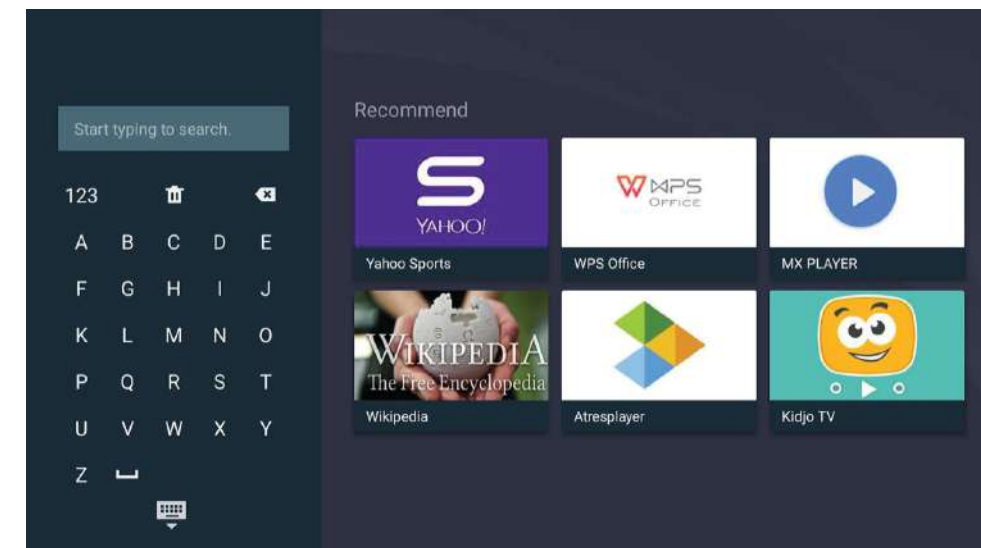 Start typing to search.
123
A B C D E
F G H I J
K L M N O
P Q R S T
U V W X Y
Z
Recommend
S
YAHOO!
Yahoo Sports
WPS
OFFICE
WPS Office
MX PLAYER
WIKIPEDIA
The Free Encyclopedia
Wikipedia
Atresplayer
Kidjo TV